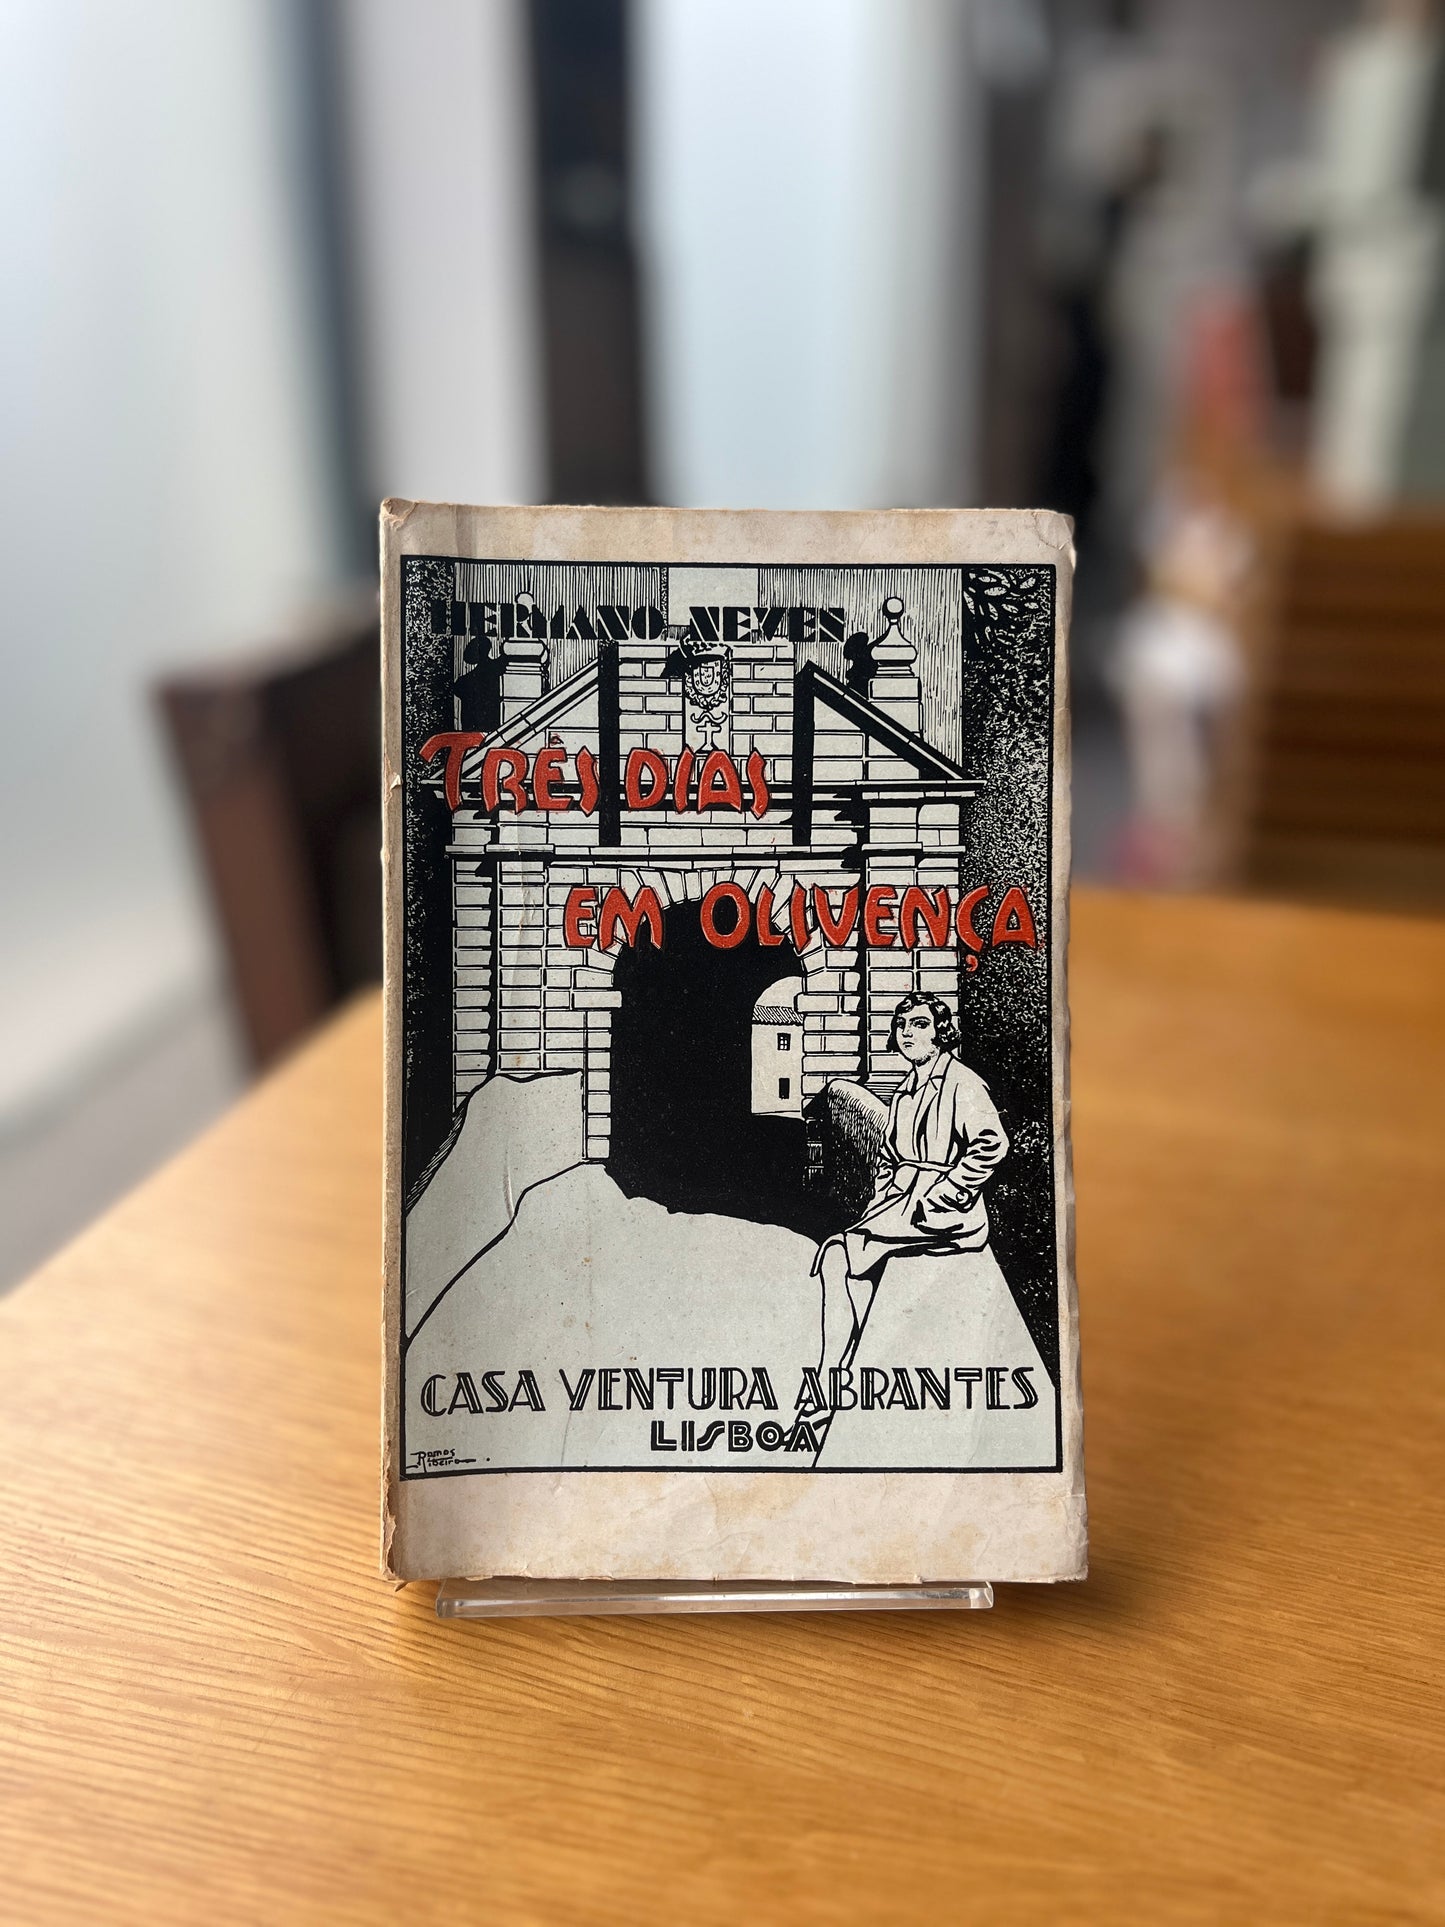 HERMANO NEVES
TRÊS DIAS
EM OLIVENÇA
CASA VENTURA ABRANTES
LISBOA
Ramos
Ribeiro